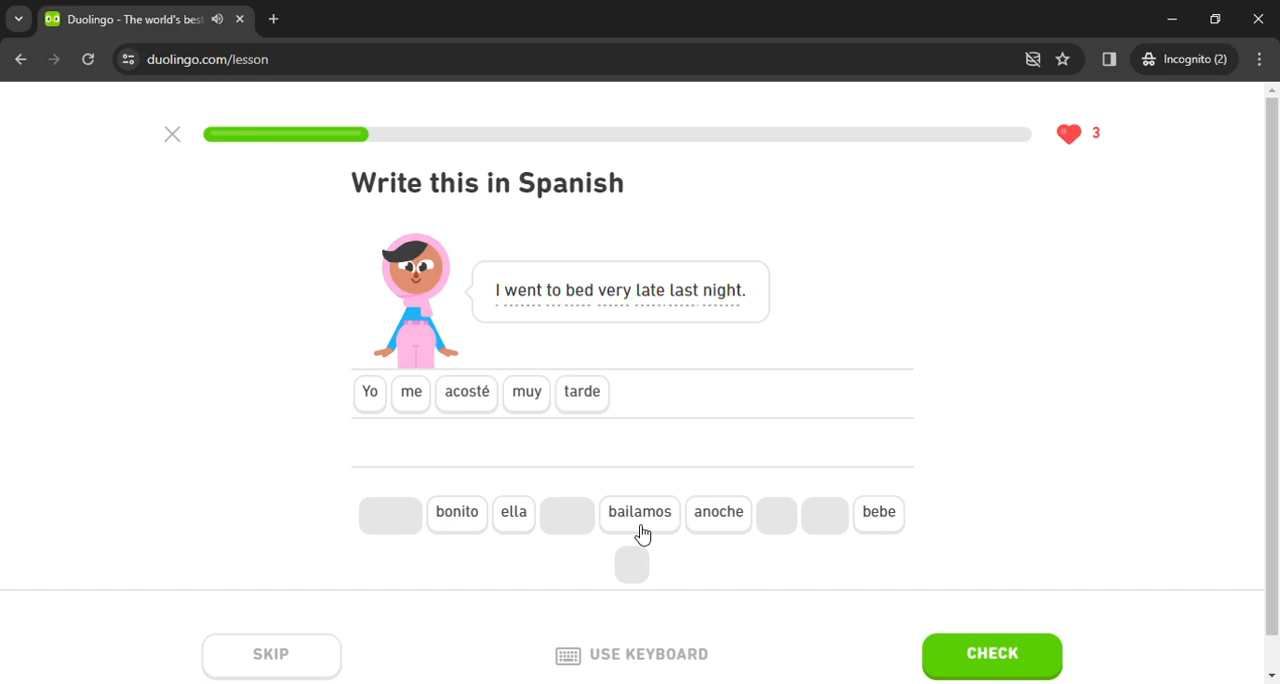 Duolingo - The world's bes
duolingo.com/lesson
Incognito (2)
3
Write this in Spanish
I went to bed very late last night.
Yo me acosté muy tarde
bonito ella bailamos anoche bebe
SKIP USE KEYBOARD CHECK